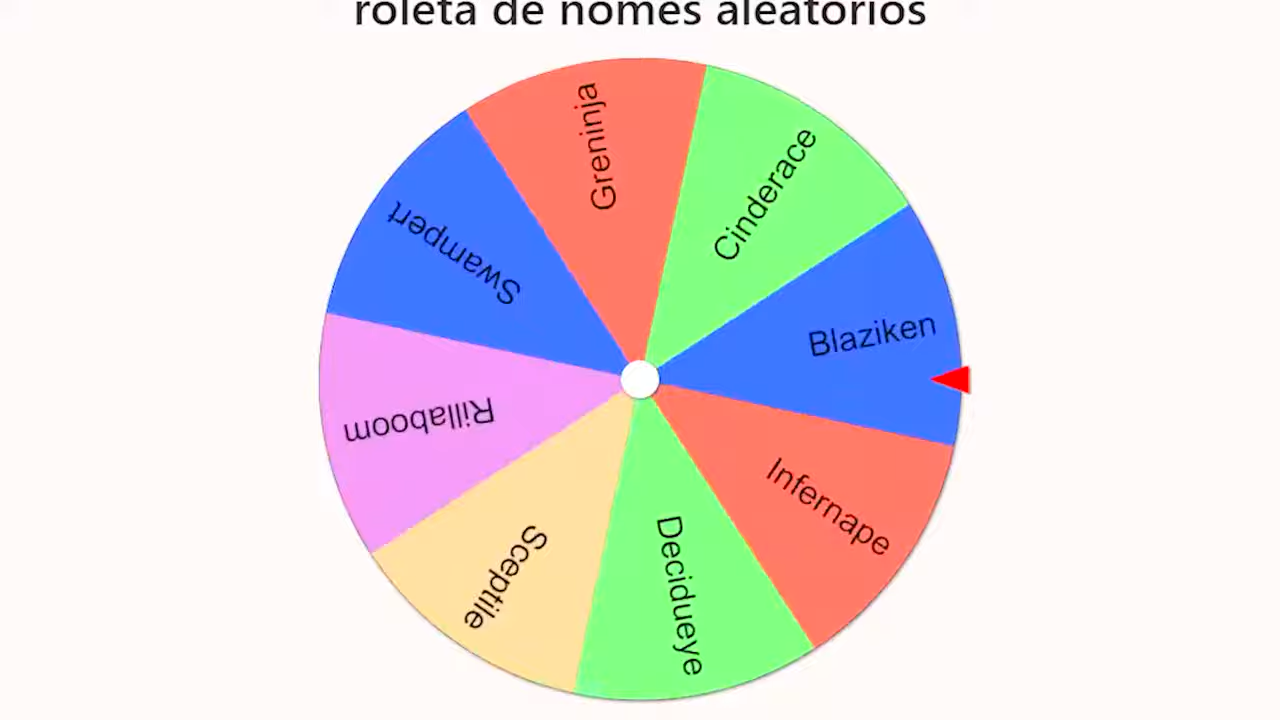 roleta de nomes aleatórios
Greninja
Cinderace
Blaziken
Infernape
Decidueye
Sceptile
Rillaboom
Swampert